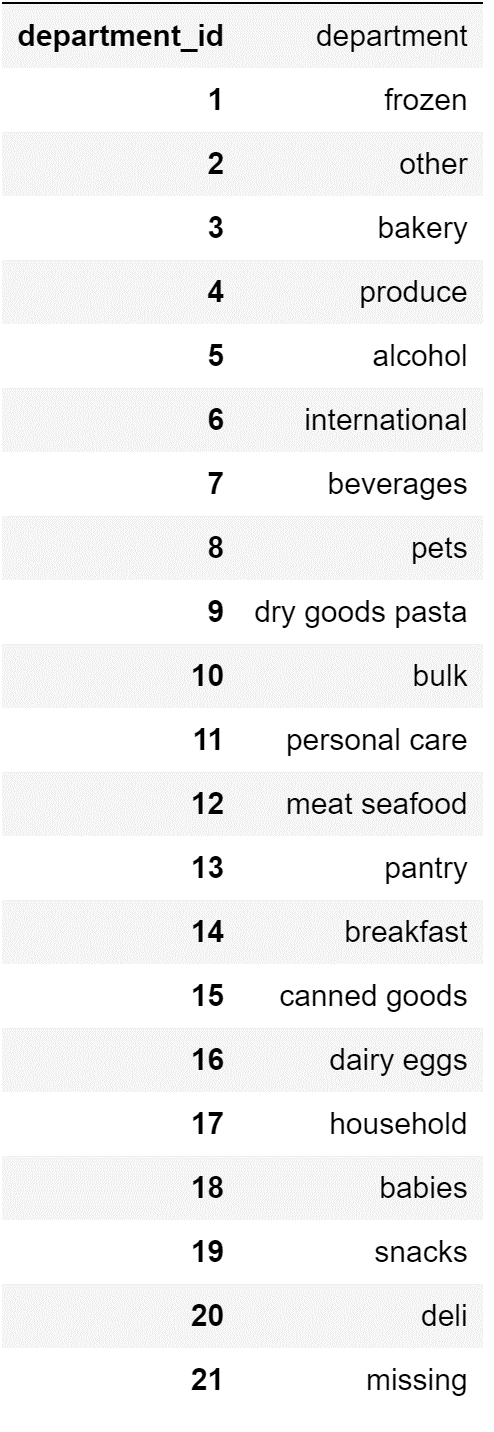 department_id department
1 frozen
2 other
3 bakery
4 produce
5 alcohol
6 international
7 beverages
8 pets
9 dry goods pasta
10 bulk
11 personal care
12 meat seafood
13 pantry
14 breakfast
15 canned goods
16 dairy eggs
17 household
18 babies
19 snacks
20 deli
21 missing